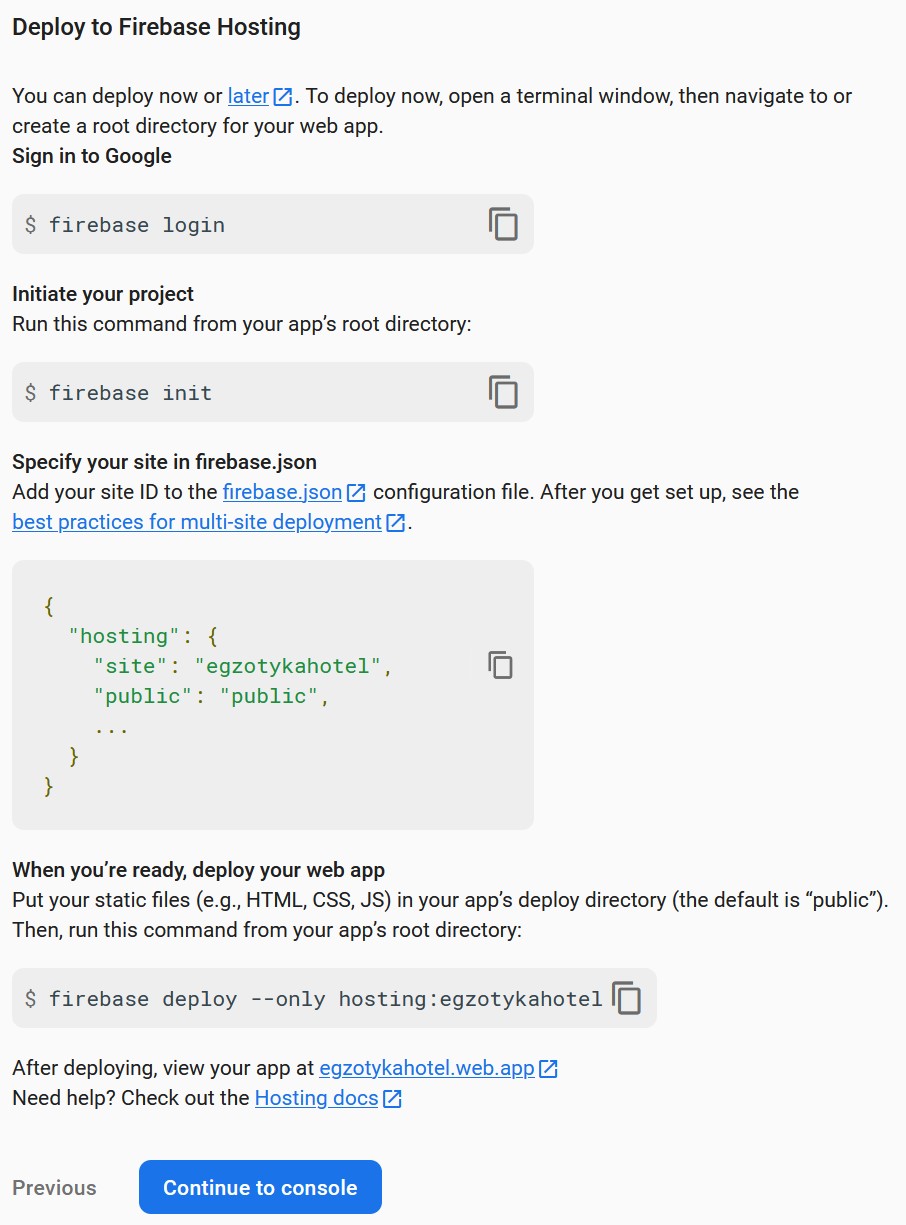 Deploy to Firebase Hosting
You can deploy now or later. To deploy now, open a terminal window, then navigate to or
create a root directory for your web app.
Sign in to Google
$ firebase login
Initiate your project
Run this command from your app’s root directory:
$ firebase init
Specify your site in firebase.json
Add your site ID to the firebase.json configuration file. After you get set up, see the
best practices for multi-site deployment.
{
  "hosting": {
    "site": "egzotykahotel",
    "public": "public",
    ...
  }
}
When you’re ready, deploy your web app
Put your static files (e.g., HTML, CSS, JS) in your app’s deploy directory (the default is “public”).
Then, run this command from your app’s root directory:
$ firebase deploy --only hosting:egzotykahotel
After deploying, view your app at egzotykahotel.web.app
Need help? Check out the Hosting docs
Previous Continue to console